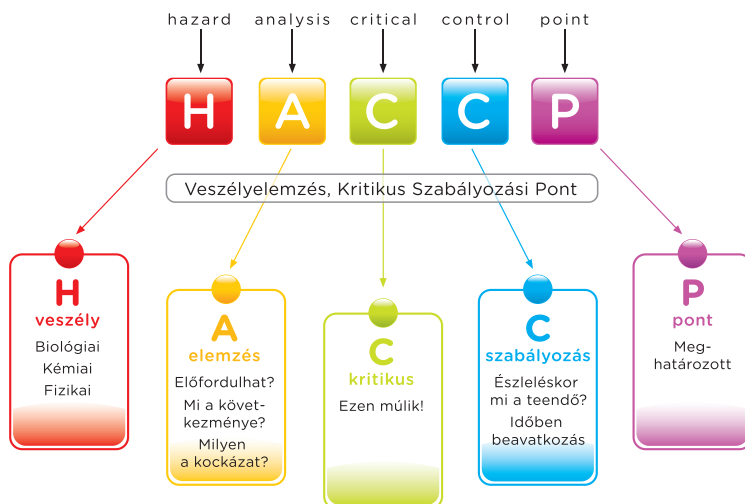 hazard analysis critical control point
H A C C P
Veszélyelemzés, Kritikus Szabályozási Pont
H
veszély
Biológiai
Kémiai
Fizikai
A
elemzés
Előfordulhat?
Mi a követ-
kezménye?
Milyen
a kockázat?
C
kritikus
Ezen múlik!
C
szabályozás
Észleléskor
mi a teendő?
Időben
beavatkozás
P
pont
Meg-
határozott